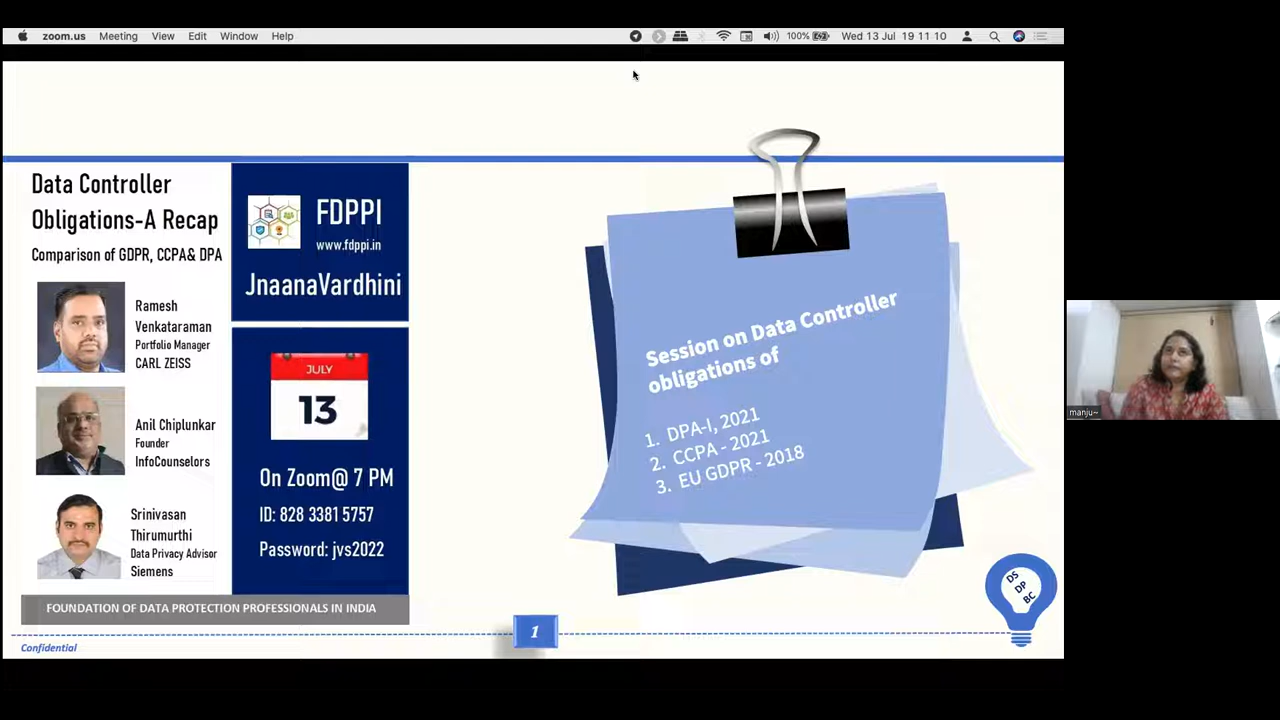 zoom.us Meeting View Edit Window Help 100% Wed 13 Jul 19 11 10
Data Controller
Obligations-A Recap
Comparison of GDPR, CCPA& DPA
Ramesh
Venkataraman
Portfolio Manager
CARL ZEISS
Anil Chiplunkar
Founder
InfoCounselors
Srinivasan
Thirumurthi
Data Privacy Advisor
Siemens
FDPPI
www.fdppi.in
JnaanaVardhini
JULY
13
On Zoom@ 7 PM
ID: 828 3381 5757
Password: jvs2022
FOUNDATION OF DATA PROTECTION PROFESSIONALS IN INDIA
Session on Data Controller
obligations of
1. DPA-I, 2021
2. CCPA - 2021
3. EU GDPR - 2018
manju~
DS
DP
BC
1
Confidential